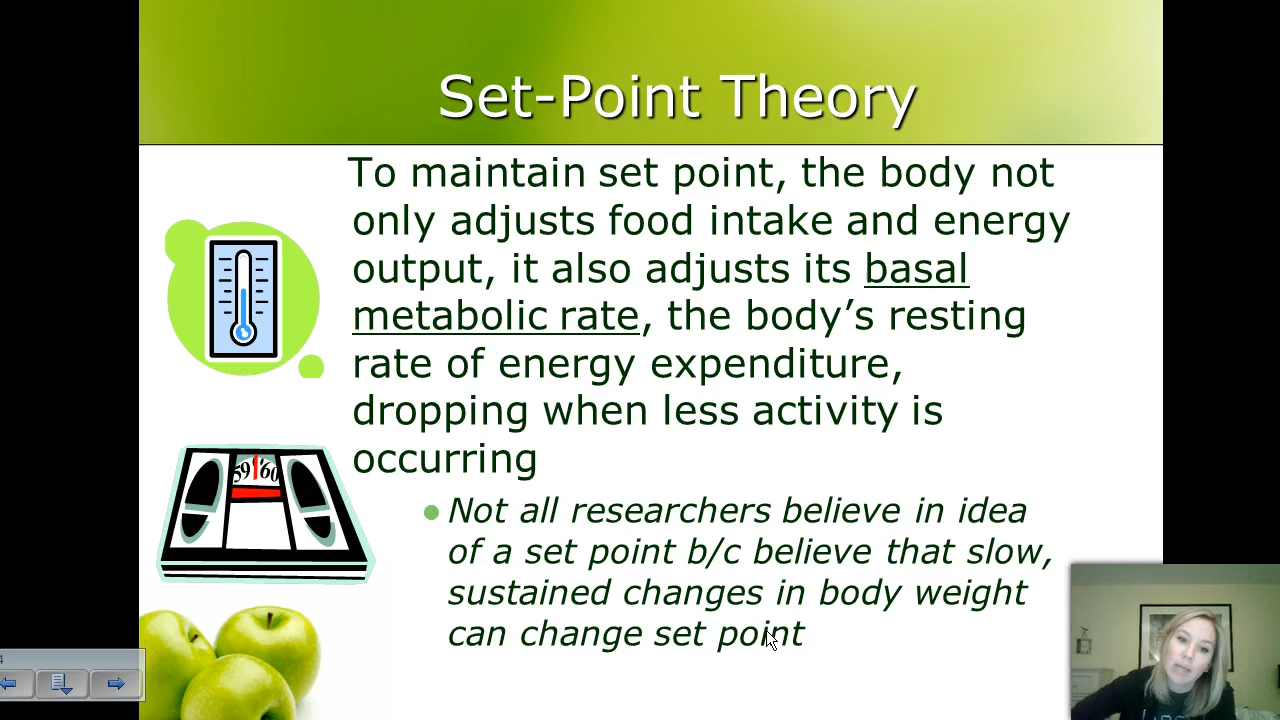 Set-Point Theory
To maintain set point, the body not
only adjusts food intake and energy
output, it also adjusts its basal
metabolic rate, the body’s resting
rate of energy expenditure,
dropping when less activity is
occurring
59 60
●Not all researchers believe in idea
of a set point b/c believe that slow,
sustained changes in body weight
can change set point
4